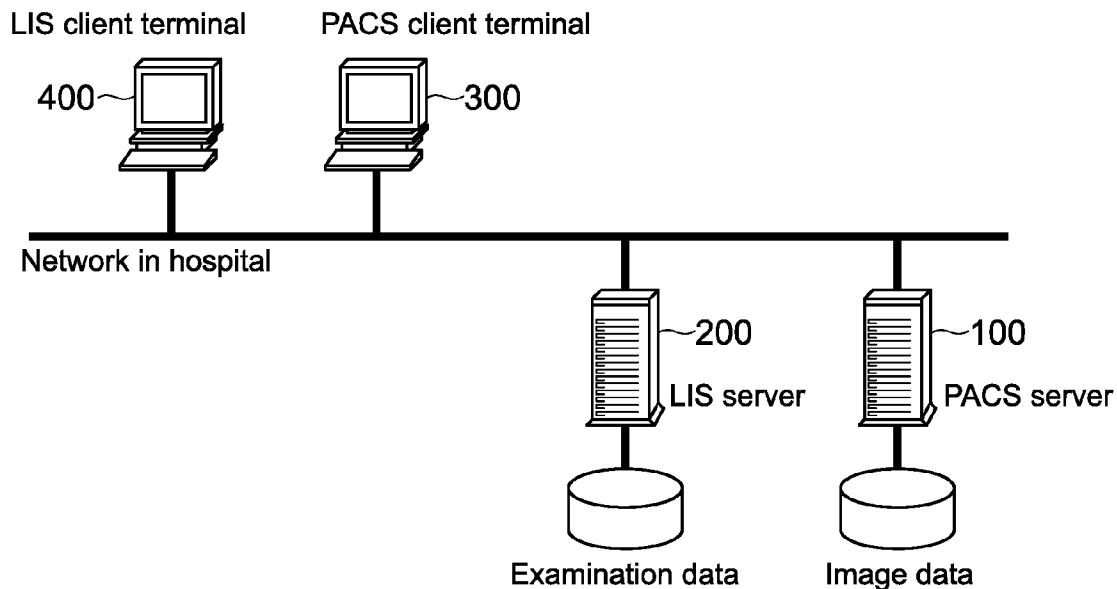 LIS client terminal
PACS client terminal
400
300
Network in hospital
200
100
LIS server
PACS server
Examination data
Image data